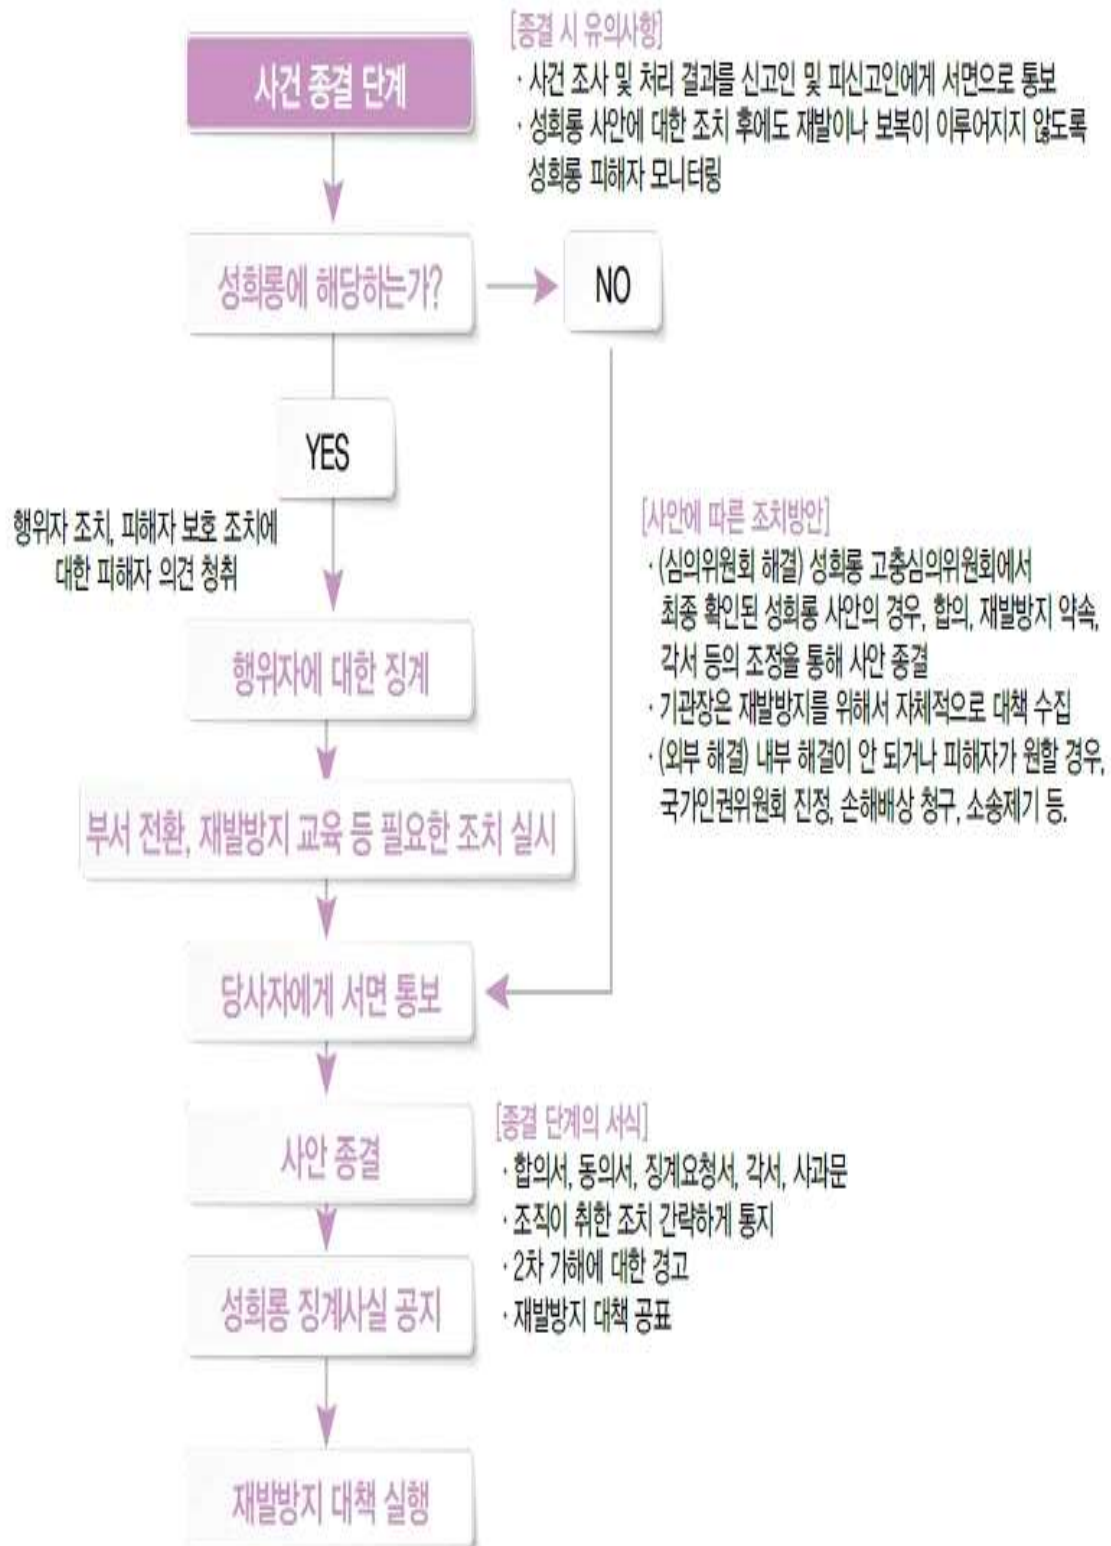 [종결 시 유의사항]
사건 종결 단계
· 사건 조사 및 처리 결과를 신고인 및 피신고인에게 서면으로 통보
· 성희롱 사안에 대한 조치 후에도 재발이나 보복이 이루어지지 않도록
성희롱 피해자 모니터링
성희롱에 해당하는가?
NO
YES
행위자 조치, 피해자 보호 조치에
대한 피해자 의견 청취
[사안에 따른 조치방안]
· (심의위원회 해결) 성희롱 고충심의위원회에서
최종 확인된 성희롱 사안의 경우, 합의, 재발방지 약속,
각서 등의 조정을 통해 사안 종결
· 기관장은 재발방지를 위해서 자체적으로 대책 수집
· (외부 해결) 내부 해결이 안 되거나 피해자가 원할 경우,
국가인권위원회 진정, 손해배상 청구, 소송제기 등.
행위자에 대한 징계
부서 전환, 재발방지 교육 등 필요한 조치 실시
당사자에게 서면 통보
사안 종결
[종결 단계의 서식]
· 합의서, 동의서, 징계요청서, 각서, 사과문
· 조직이 취한 조치 간략하게 통지
· 2차 가해에 대한 경고
· 재발방지 대책 공표
성희롱 징계사실 공지
재발방지 대책 실행